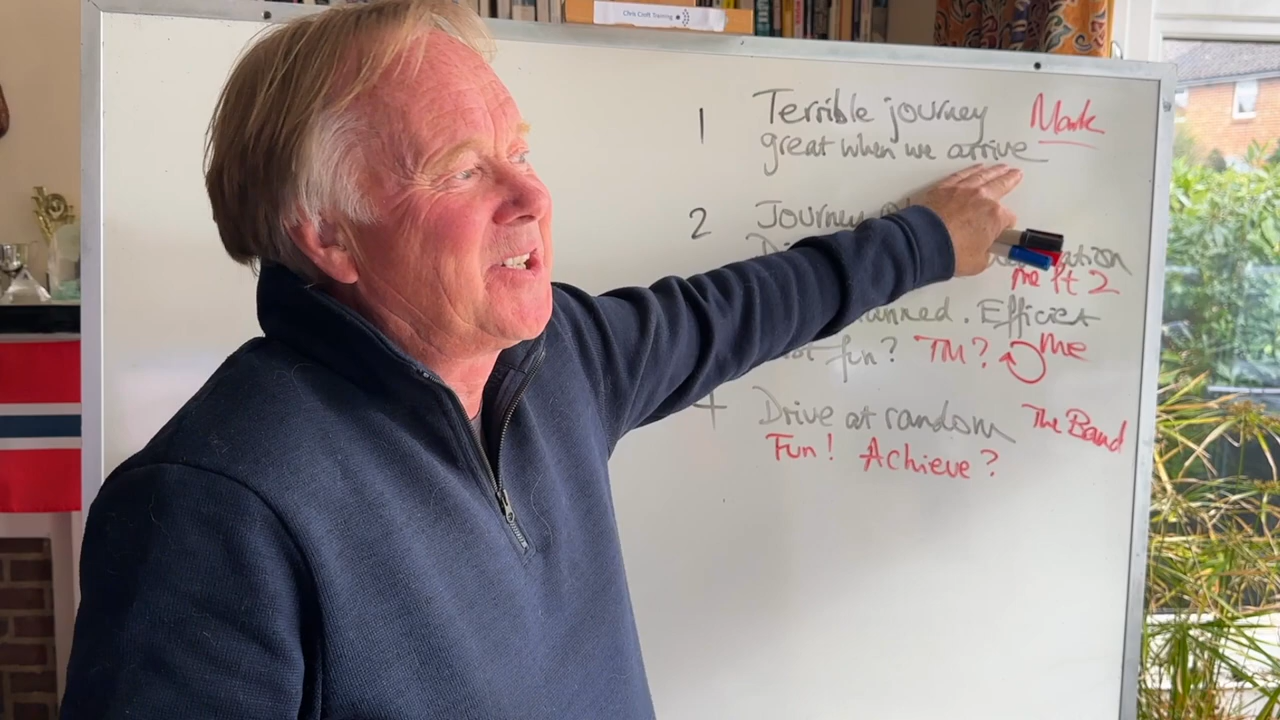 Chris Croft Training
1 Terrible journey Mark
great when we arrive
2 Journey
me pt 2
Efficient
fun? TM? me
4 Drive at random The Band
Fun! Achieve?